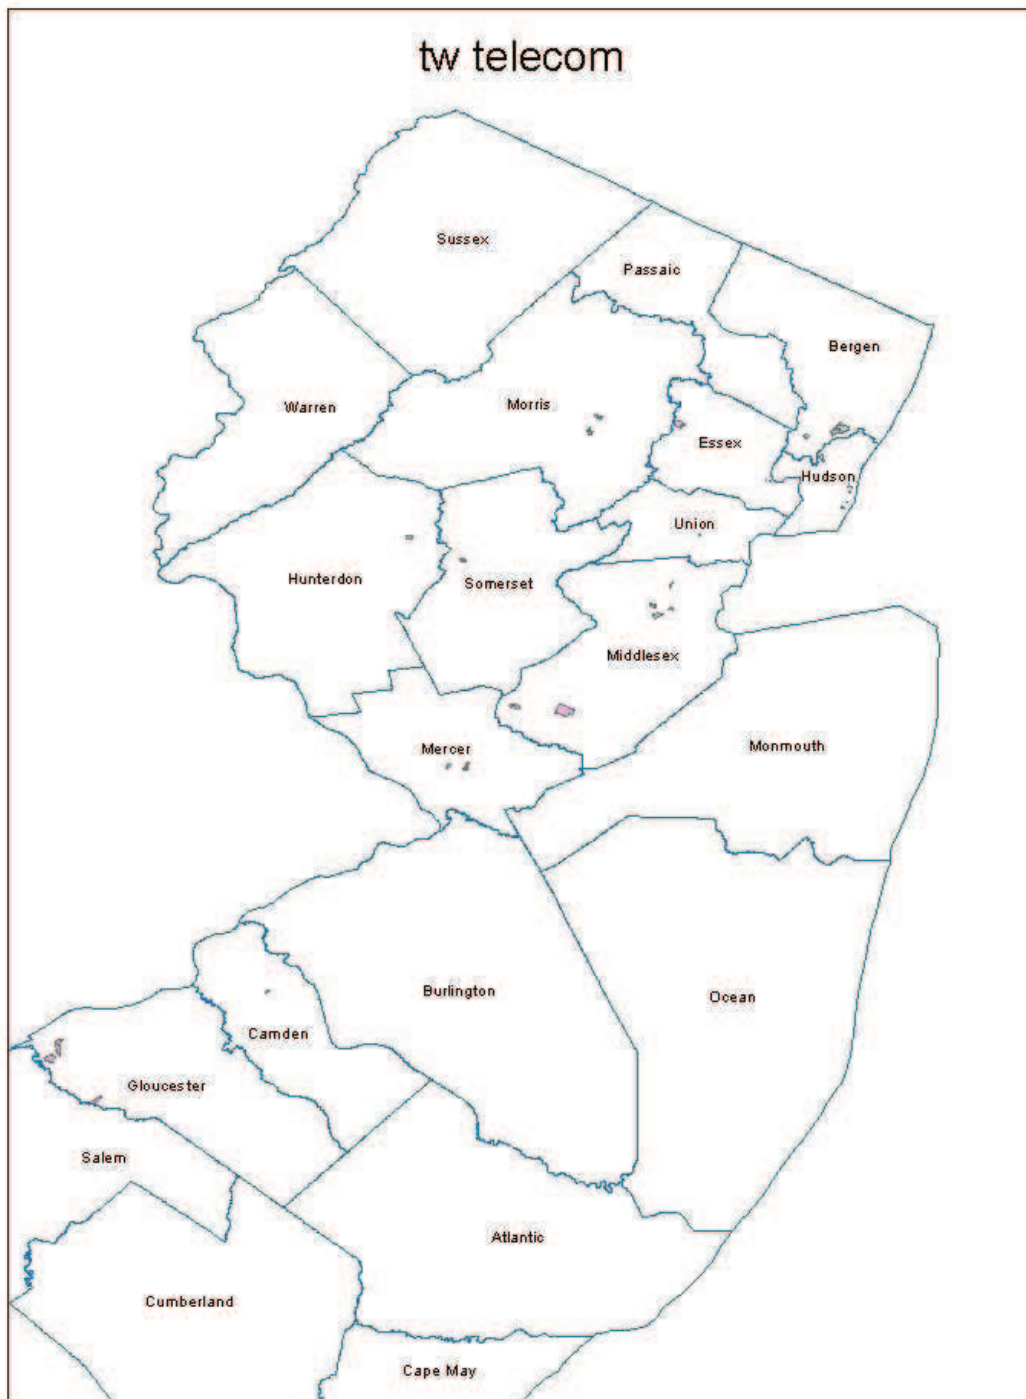 tw telecom
Sussex
Passaic
Bergen
Warren
Morris
Essex
Hudson
Union
Hunterdon
Somerset
Middlesex
Mercer
Monmouth
Burlington
Ocean
Camden
Gloucester
Salem
Atlantic
Cumberland
Cape May